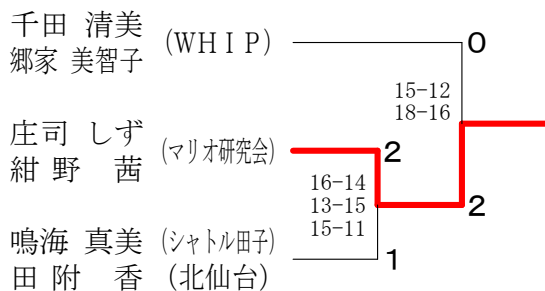 千田 清美
郷家 美智子
(WHIP)
0
15-12
18-16
庄司 しず
紺野 茜
(マリオ研究会)
2
16-14
13-15
15-11
2
鳴海 真美 (シャトル田子)
田附 香 (北仙台)
1